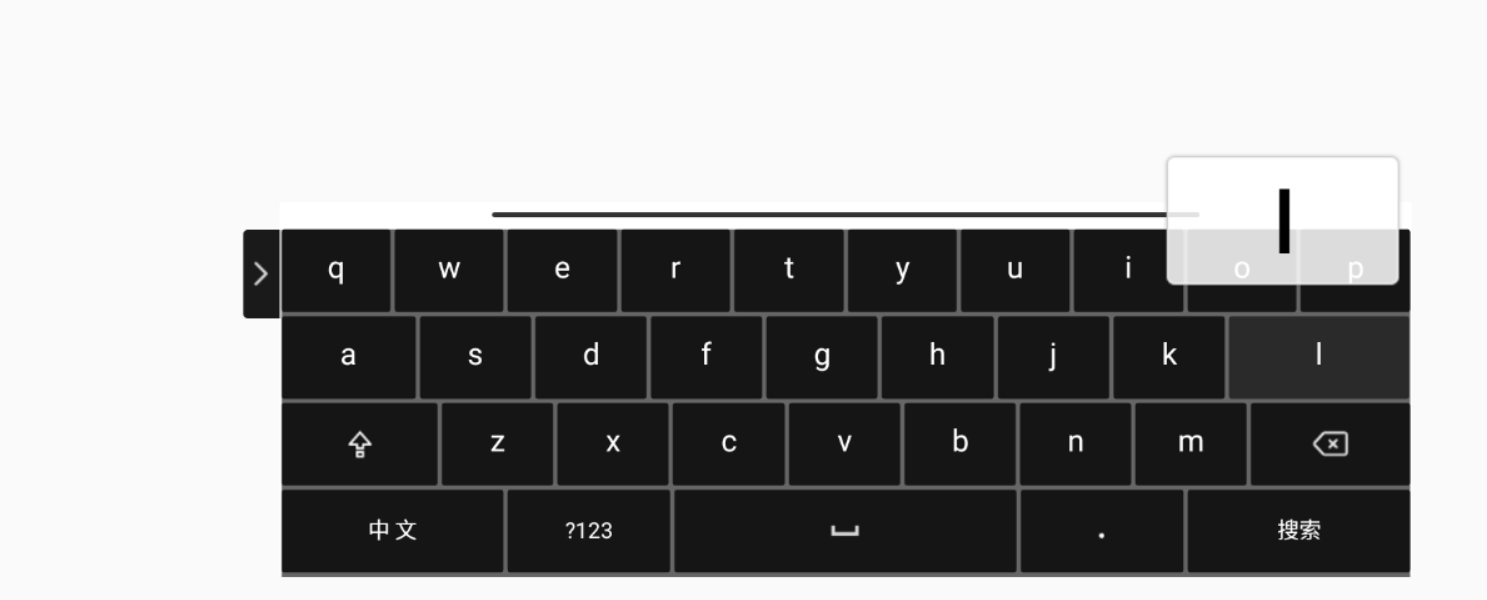 l
q w e r t y u i o p
a s d f g h j k l
z x c v b n m
中文 ?123 . 搜索